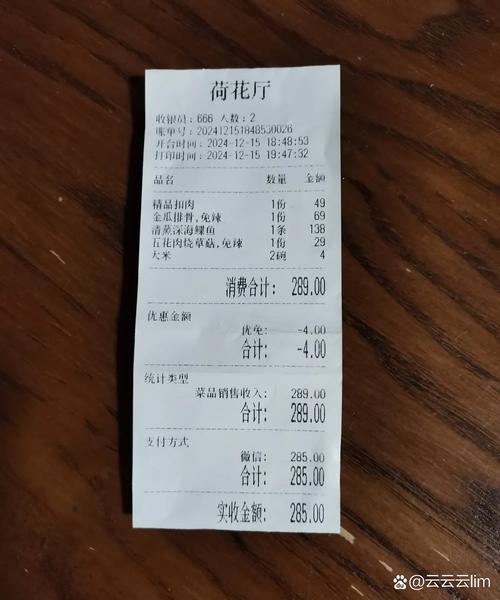 荷花厅
收银员：666 人数：2
账单号：202412151848530026
开台时间：2024-12-15 18:48:53
打印时间：2024-12-15 19:47:32
品名 数量 金额
精品扣肉 1份 49
金瓜排骨,免辣 1份 69
清蒸深海鳂鱼 1条 138
五花肉烧草菇,免辣 1份 29
大米 2碗 4
消费合计： 289.00
优惠金额
优免： -4.00
合计： -4.00
统计类型
菜品销售收入： 289.00
合计： 289.00
支付方式
微信： 285.00
合计： 285.00
实收金额： 285.00
Bai @云云云lim